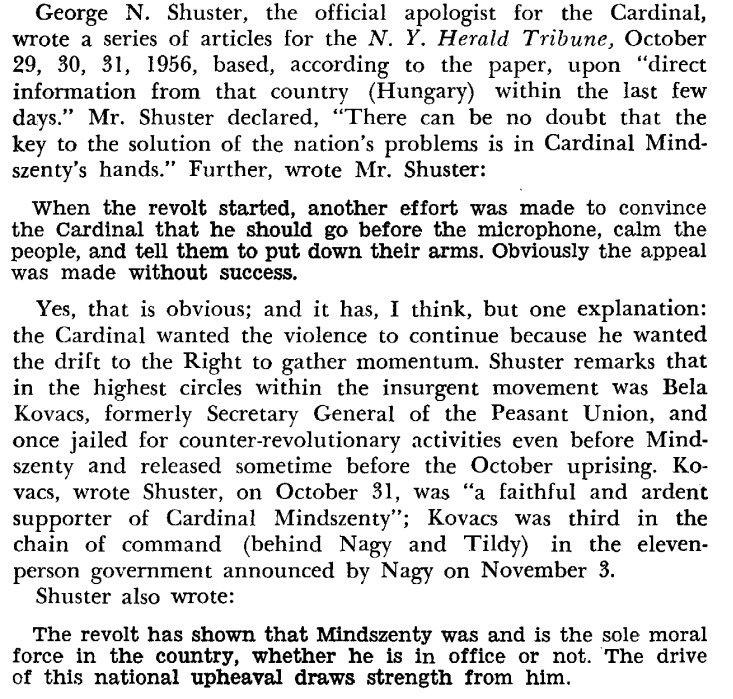 George N. Shuster, the official apologist for the Cardinal,
wrote a series of articles for the N. Y. Herald Tribune, October
29, 30, 31, 1956, based, according to the paper, upon “direct
information from that country (Hungary) within the last few
days.” Mr. Shuster declared, “There can be no doubt that the
key to the solution of the nation’s problems is in Cardinal Mind-
szenty’s hands.” Further, wrote Mr. Shuster:
When the revolt started, another effort was made to convince
the Cardinal that he should go before the microphone, calm the
people, and tell them to put down their arms. Obviously the appeal
was made without success.
Yes, that is obvious; and it has, I think, but one explanation:
the Cardinal wanted the violence to continue because he wanted
the drift to the Right to gather momentum. Shuster remarks that
in the highest circles within the insurgent movement was Bela
Kovacs, formerly Secretary General of the Peasant Union, and
once jailed for counter-revolutionary activities even before Mind-
szenty and released sometime before the October uprising. Ko-
vacs, wrote Shuster, on October 31, was “a faithful and ardent
supporter of Cardinal Mindszenty”; Kovacs was third in the
chain of command (behind Nagy and Tildy) in the eleven-
person government announced by Nagy on November 3.
Shuster also wrote:
The revolt has shown that Mindszenty was and is the sole moral
force in the country, whether he is in office or not. The drive
of this national upheaval draws strength from him.